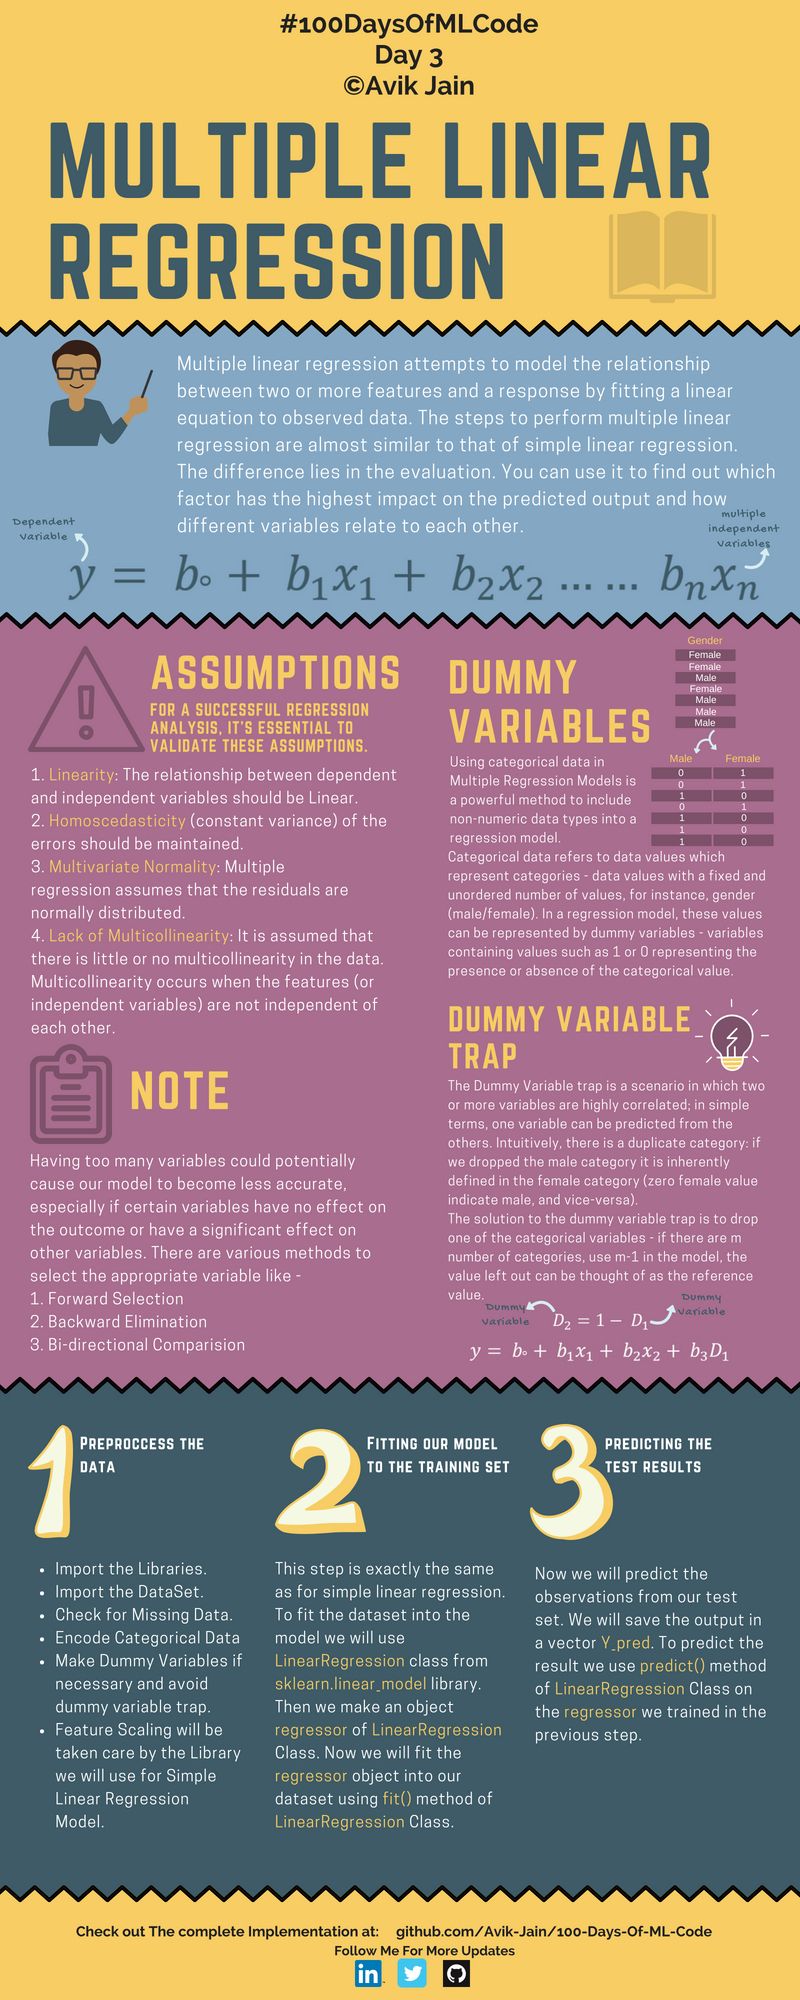 #100DaysOfMLCode
Day 3
©Avik Jain
MULTIPLE LINEAR
REGRESSION
Multiple linear regression attempts to model the relationship
between two or more features and a response by fitting a linear
equation to observed data. The steps to perform multiple linear
regression are almost similar to that of simple linear regression.
The difference lies in the evaluation. You can use it to find out which
factor has the highest impact on the predicted output and how
different variables relate to each other.
Dependent
Variable
multiple
independent
variables
y = b₀ + b₁x₁ + b₂x₂ … … bₙxₙ
ASSUMPTIONS
FOR A SUCCESSFUL REGRESSION
ANALYSIS, IT'S ESSENTIAL TO
VALIDATE THESE ASSUMPTIONS.
1. Linearity: The relationship between dependent
and independent variables should be Linear.
2. Homoscedasticity (constant variance) of the
errors should be maintained.
3. Multivariate Normality: Multiple
regression assumes that the residuals are
normally distributed.
4. Lack of Multicollinearity: It is assumed that
there is little or no multicollinearity in the data.
Multicollinearity occurs when the features (or
independent variables) are not independent of
each other.
NOTE
Having too many variables could potentially
cause our model to become less accurate,
especially if certain variables have no effect on
the outcome or have a significant effect on
other variables. There are various methods to
select the appropriate variable like -
1. Forward Selection
2. Backward Elimination
3. Bi-directional Comparision
DUMMY
VARIABLES
Gender
Female
Female
Male
Female
Male
Male
Male
Male Female
0 1
0 1
1 0
0 1
1 0
1 0
1 0
Using categorical data in
Multiple Regression Models is
a powerful method to include
non-numeric data types into a
regression model.
Categorical data refers to data values which
represent categories - data values with a fixed and
unordered number of values, for instance, gender
(male/female). In a regression model, these values
can be represented by dummy variables - variables
containing values such as 1 or 0 representing the
presence or absence of the categorical value.
DUMMY VARIABLE
TRAP
The Dummy Variable trap is a scenario in which two
or more variables are highly correlated; in simple
terms, one variable can be predicted from the
others. Intuitively, there is a duplicate category: if
we dropped the male category it is inherently
defined in the female category (zero female value
indicate male, and vice-versa).
The solution to the dummy variable trap is to drop
one of the categorical variables - if there are m
number of categories, use m-1 in the model, the
value left out can be thought of as the reference
value.
Dummy
Variable
D₂ = 1 − D₁
Dummy
Variable
y = b₀ + b₁x₁ + b₂x₂ + b₃D₁
1
PREPROCCESS THE
DATA
• Import the Libraries.
• Import the DataSet.
• Check for Missing Data.
• Encode Categorical Data
• Make Dummy Variables if
necessary and avoid
dummy variable trap.
• Feature Scaling will be
taken care by the Library
we will use for Simple
Linear Regression
Model.
2
FITTING OUR MODEL
TO THE TRAINING SET
This step is exactly the same
as for simple linear regression.
To fit the dataset into the
model we will use
LinearRegression class from
sklearn.linear_model library.
Then we make an object
regressor of LinearRegression
Class. Now we will fit the
regressor object into our
dataset using fit() method of
LinearRegression Class.
3
PREDICTING THE
TEST RESULTS
Now we will predict the
observations from our test
set. We will save the output in
a vector Y_pred. To predict the
result we use predict() method
of LinearRegression Class on
the regressor we trained in the
previous step.
Check out The complete Implementation at: github.com/Avik-Jain/100-Days-Of-ML-Code
Follow Me For More Updates
in